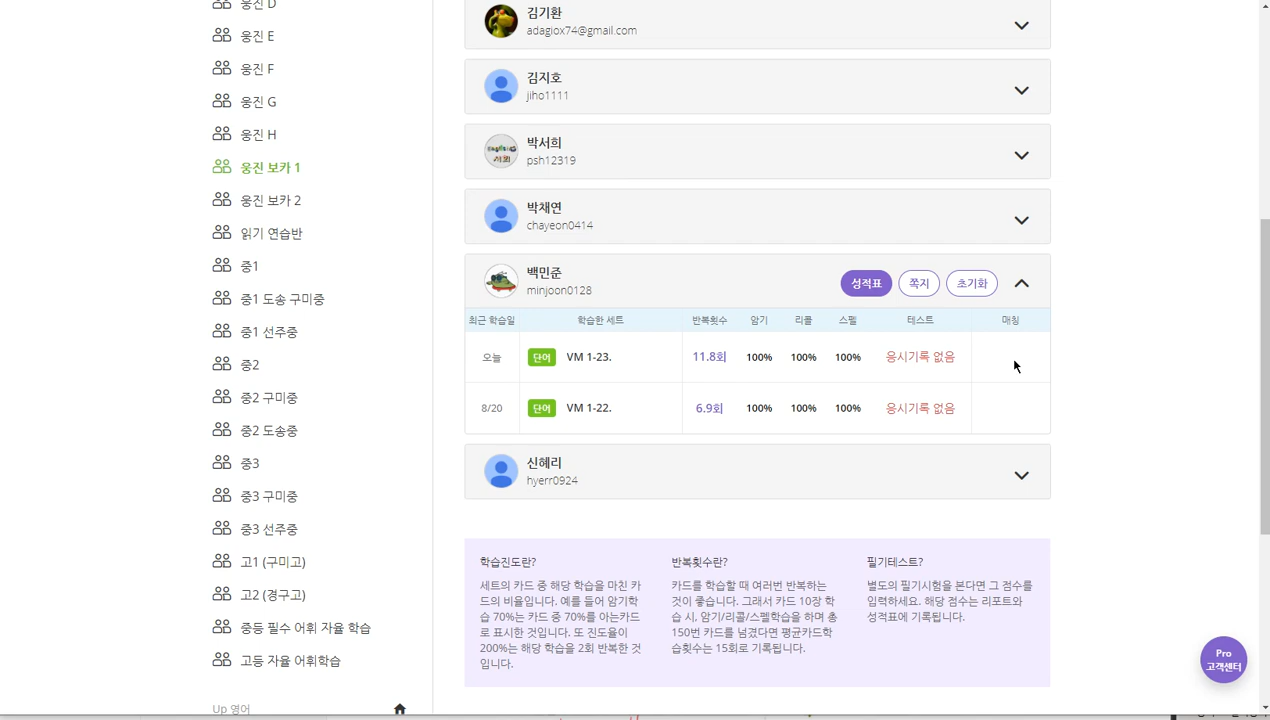 웅진 D
웅진 E
웅진 F
웅진 G
웅진 H
웅진 보카 1
웅진 보카 2
읽기 연습반
중1
중1 도송 구미중
중1 선주중
중2
중2 구미중
중2 도송중
중3
중3 구미중
중3 선주중
고1 (구미고)
고2 (경구고)
중등 필수 어휘 자율 학습
고등 자율 어휘학습
Up 영어
김기환
adagiox74@gmail.com
김지호
jiho1111
박서희
psh12319
박채연
chayeon0414
백민준
minjoon0128
성적표 쪽지 초기화
최근 학습일 학습한 세트 반복횟수 암기 리콜 스펠 테스트 매칭
오늘 단어 VM 1-23. 11.8회 100% 100% 100% 응시기록 없음
8/20 단어 VM 1-22. 6.9회 100% 100% 100% 응시기록 없음
신혜리
hyerr0924
학습진도란?
세트의 카드 중 해당 학습을 마친 카
드의 비율입니다. 예를 들어 암기학
습 70%는 카드 중 70%를 아는카드
로 표시한 것입니다. 또 진도율이
200%는 해당 학습을 2회 반복한 것
입니다.
반복횟수란?
카드를 학습할 때 여러번 반복하는
것이 좋습니다. 그래서 카드 10장 학
습 시, 암기/리콜/스펠학습을 하며 총
150번 카드를 넘겼다면 평균카드학
습횟수는 15회로 기록됩니다.
필기테스트?
별도의 필기시험을 본다면 그 점수를
입력하세요. 해당 점수는 리포트와
성적표에 기록됩니다.
Pro
고객센터